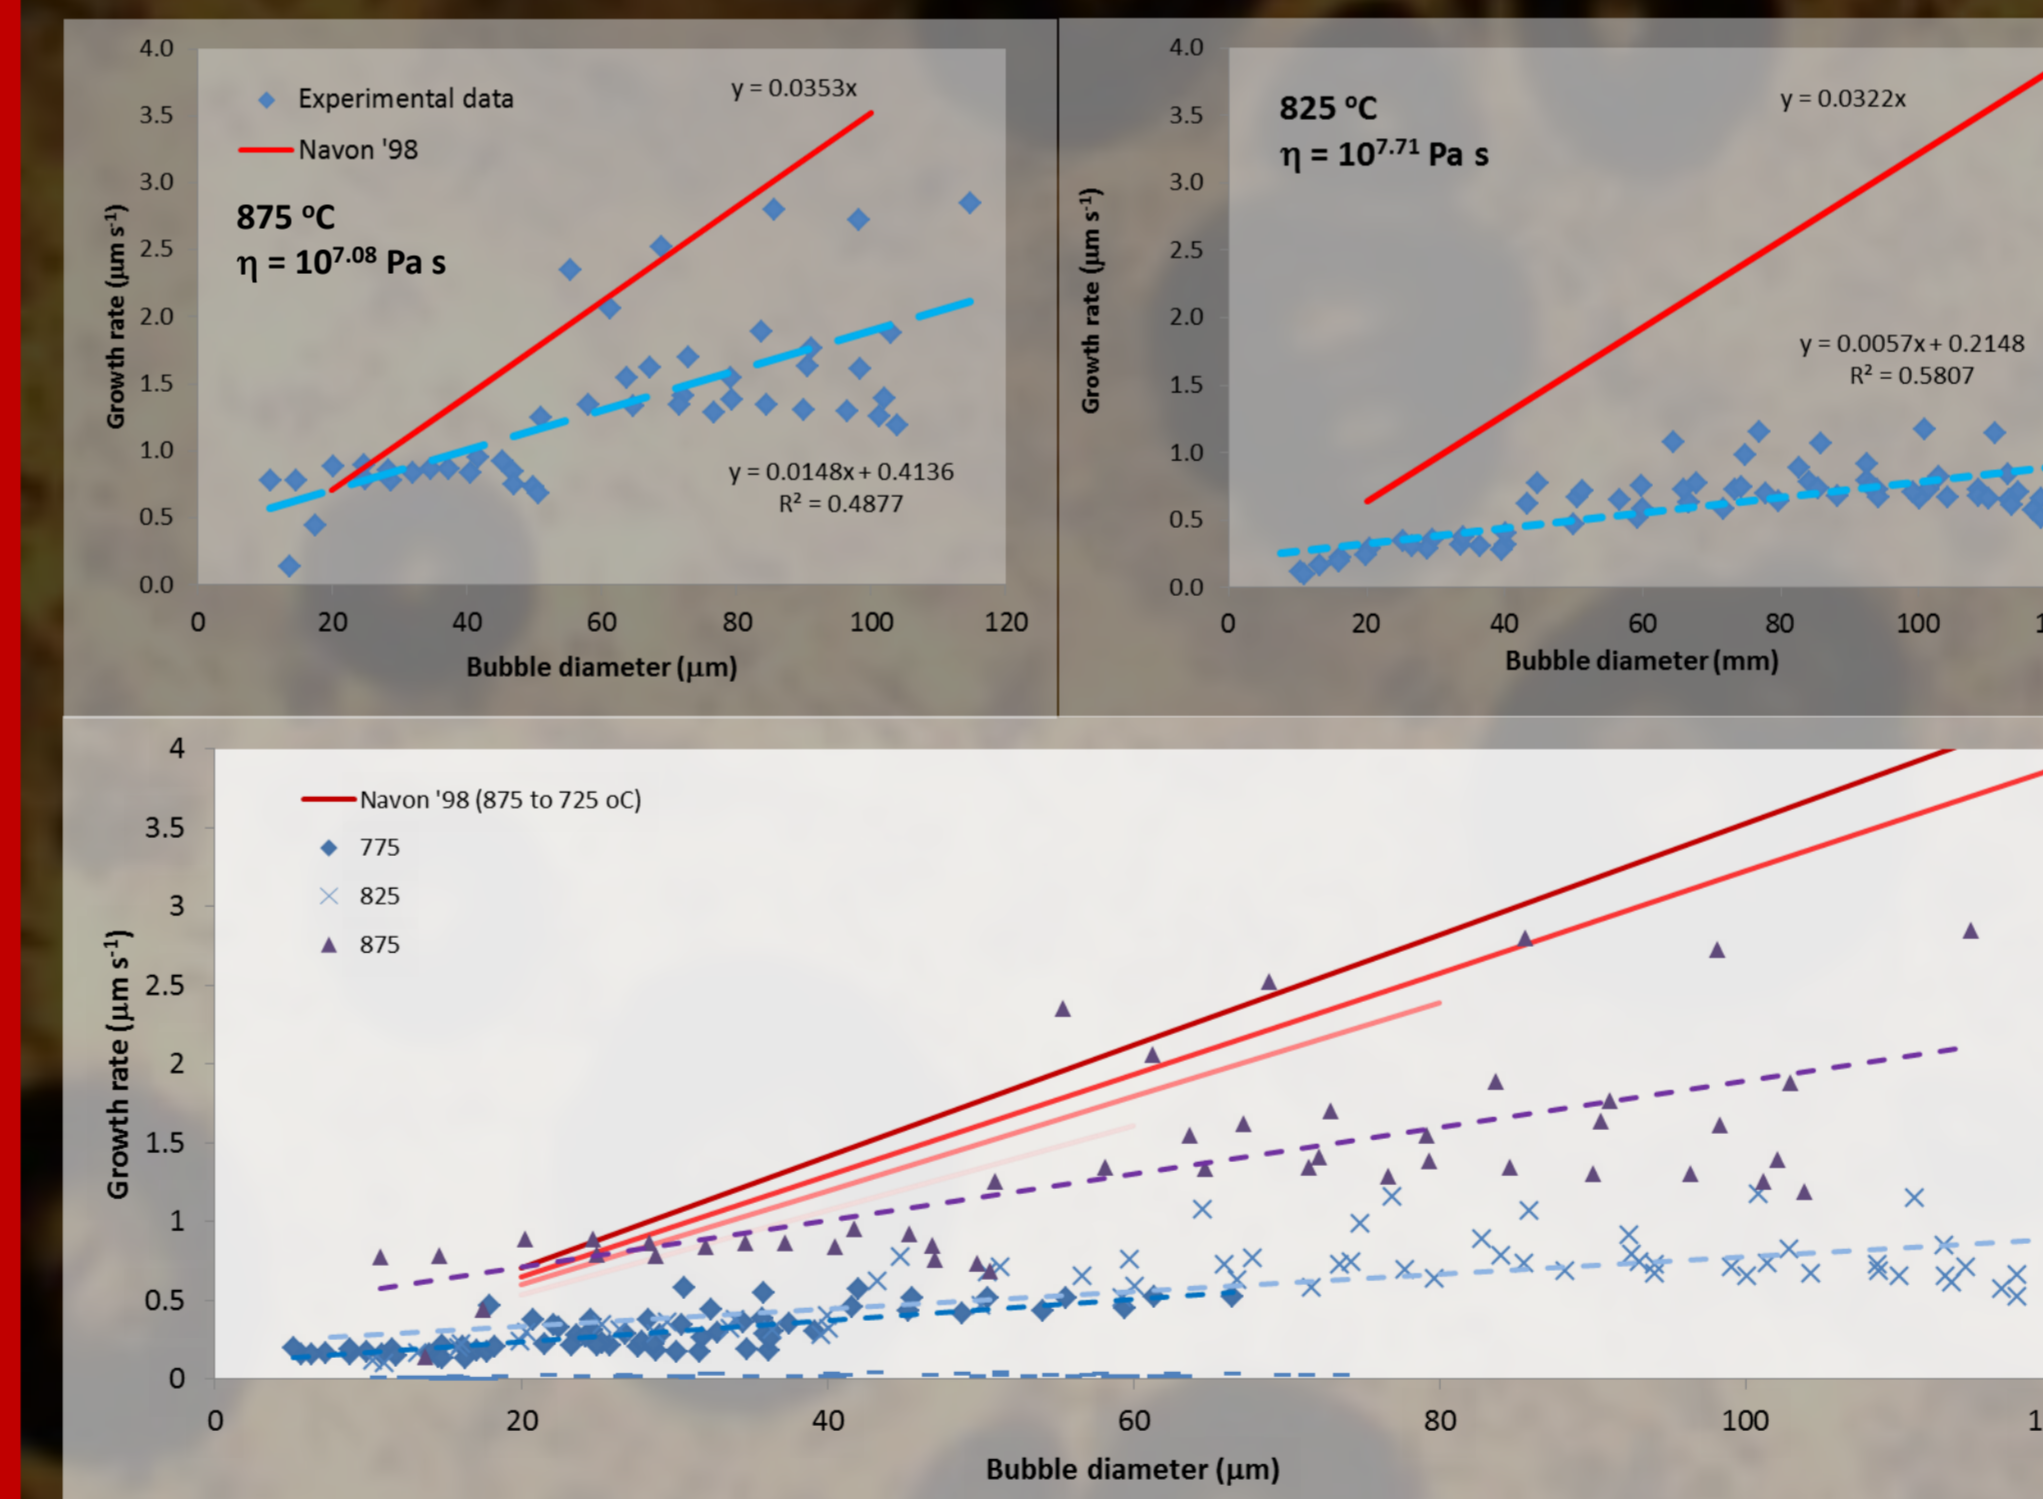 4.0
3.5
3.0
2.5
2.0
1.5
1.0
0.5
0.0
Growth rate (μm s⁻¹)
Experimental data
Navon '98
875 ᵒC
η = 10⁷·⁰⁸ Pa s
y = 0.0353x
y = 0.0148x + 0.4136
R² = 0.4877
0 20 40 60 80 100 120
Bubble diameter (μm)
4.0
3.5
3.0
2.5
2.0
1.5
1.0
0.5
0.0
Growth rate (μm s⁻¹)
825 ᵒC
η = 10⁷·⁷¹ Pa s
y = 0.0322x
y = 0.0057x + 0.2148
R² = 0.5807
0 20 40 60 80 100
Bubble diameter (mm)
4
3.5
3
2.5
2
1.5
1
0.5
0
Growth rate (μm s⁻¹)
Navon '98 (875 to 725 oC)
775
825
875
0 20 40 60 80 100
Bubble diameter (μm)